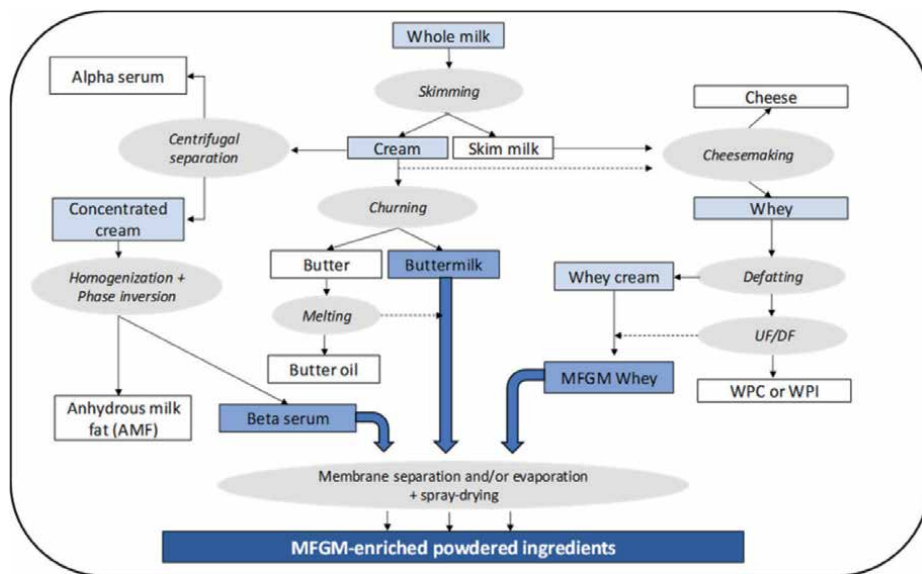 Whole milk
Alpha serum
Skimming
Cheese
Centrifugal
separation
Cream
Skim milk
Cheesemaking
Concentrated
cream
Churning
Whey
Homogenization +
Phase inversion
Butter
Buttermilk
Whey cream
Defatting
Melting
UF/DF
Butter oil
MFGM Whey
WPC or WPI
Anhydrous milk
fat (AMF)
Beta serum
Membrane separation and/or evaporation
+ spray-drying
MFGM-enriched powdered ingredients